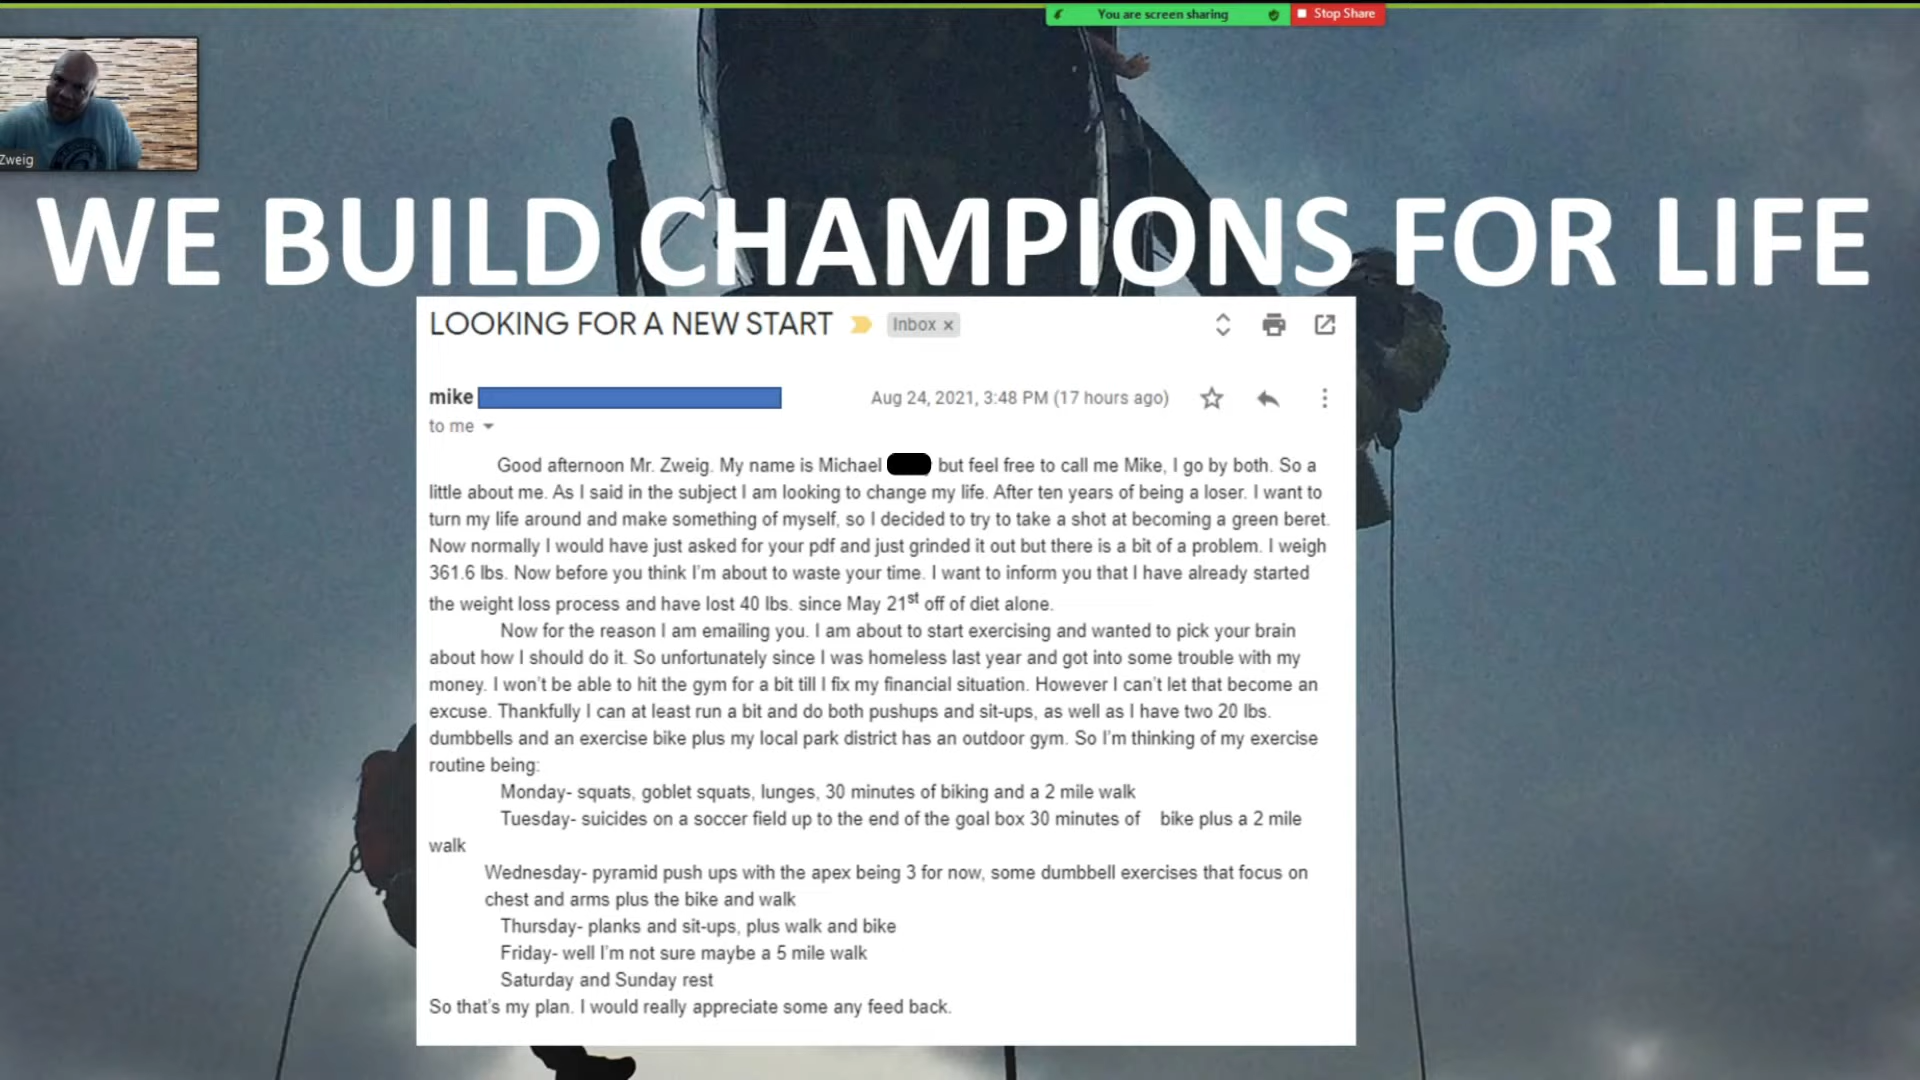 You are screen sharing
Stop Share
Zweig
WE BUILD CHAMPIONS FOR LIFE
LOOKING FOR A NEW START Inbox ×
mike Aug 24, 2021, 3:48 PM (17 hours ago)
to me
Good afternoon Mr. Zweig. My name is Michael but feel free to call me Mike, I go by both. So a
little about me. As I said in the subject I am looking to change my life. After ten years of being a loser. I want to
turn my life around and make something of myself, so I decided to try to take a shot at becoming a green beret.
Now normally I would have just asked for your pdf and just grinded it out but there is a bit of a problem. I weigh
361.6 lbs. Now before you think I'm about to waste your time. I want to inform you that I have already started
the weight loss process and have lost 40 lbs. since May 21st off of diet alone.
Now for the reason I am emailing you. I am about to start exercising and wanted to pick your brain
about how I should do it. So unfortunately since I was homeless last year and got into some trouble with my
money. I won't be able to hit the gym for a bit till I fix my financial situation. However I can't let that become an
excuse. Thankfully I can at least run a bit and do both pushups and sit-ups, as well as I have two 20 lbs.
dumbbells and an exercise bike plus my local park district has an outdoor gym. So I'm thinking of my exercise
routine being:
Monday- squats, goblet squats, lunges, 30 minutes of biking and a 2 mile walk
Tuesday- suicides on a soccer field up to the end of the goal box 30 minutes of bike plus a 2 mile
walk
Wednesday- pyramid push ups with the apex being 3 for now, some dumbbell exercises that focus on
chest and arms plus the bike and walk
Thursday- planks and sit-ups, plus walk and bike
Friday- well I'm not sure maybe a 5 mile walk
Saturday and Sunday rest
So that's my plan. I would really appreciate some any feed back.